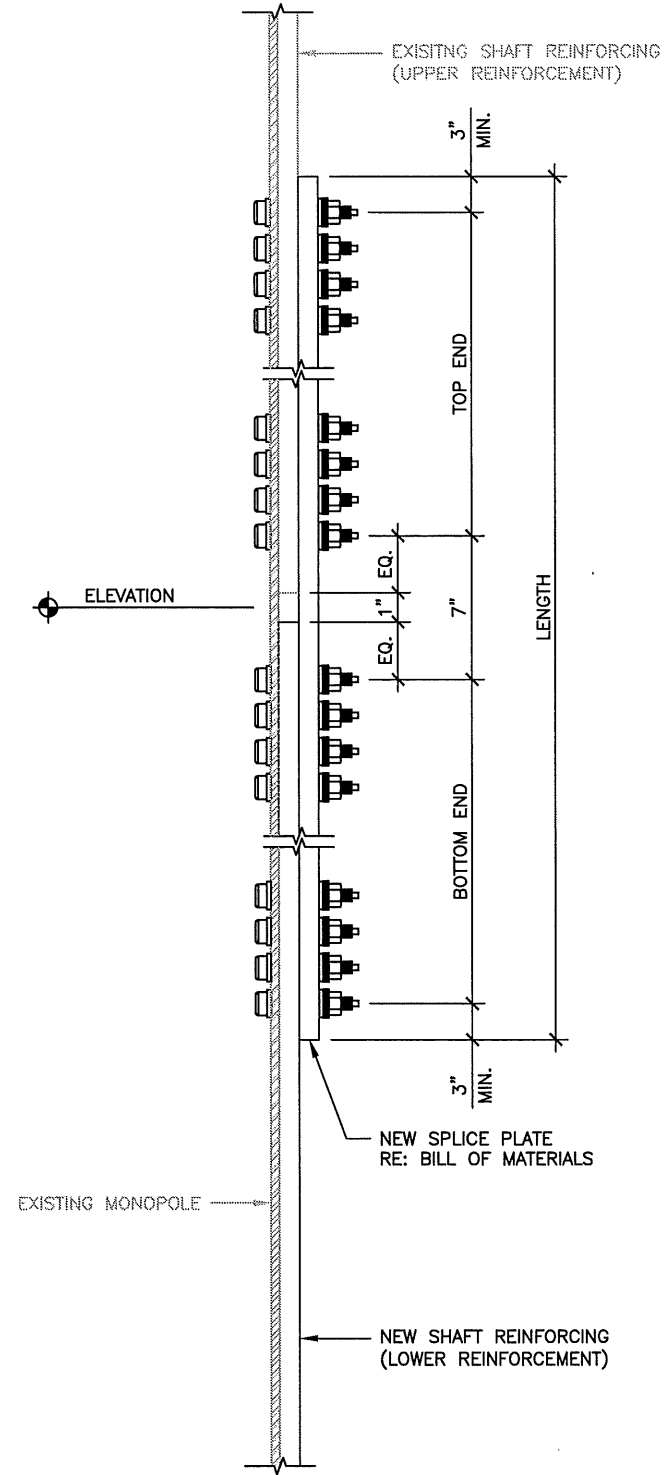 EXISITNG SHAFT REINFORCING
(UPPER REINFORCEMENT)
3"
MIN.
TOP END
EQ.
ELEVATION
1"
7"
LENGTH
EQ.
BOTTOM END
3"
MIN.
NEW SPLICE PLATE
RE: BILL OF MATERIALS
EXISTING MONOPOLE
NEW SHAFT REINFORCING
(LOWER REINFORCEMENT)